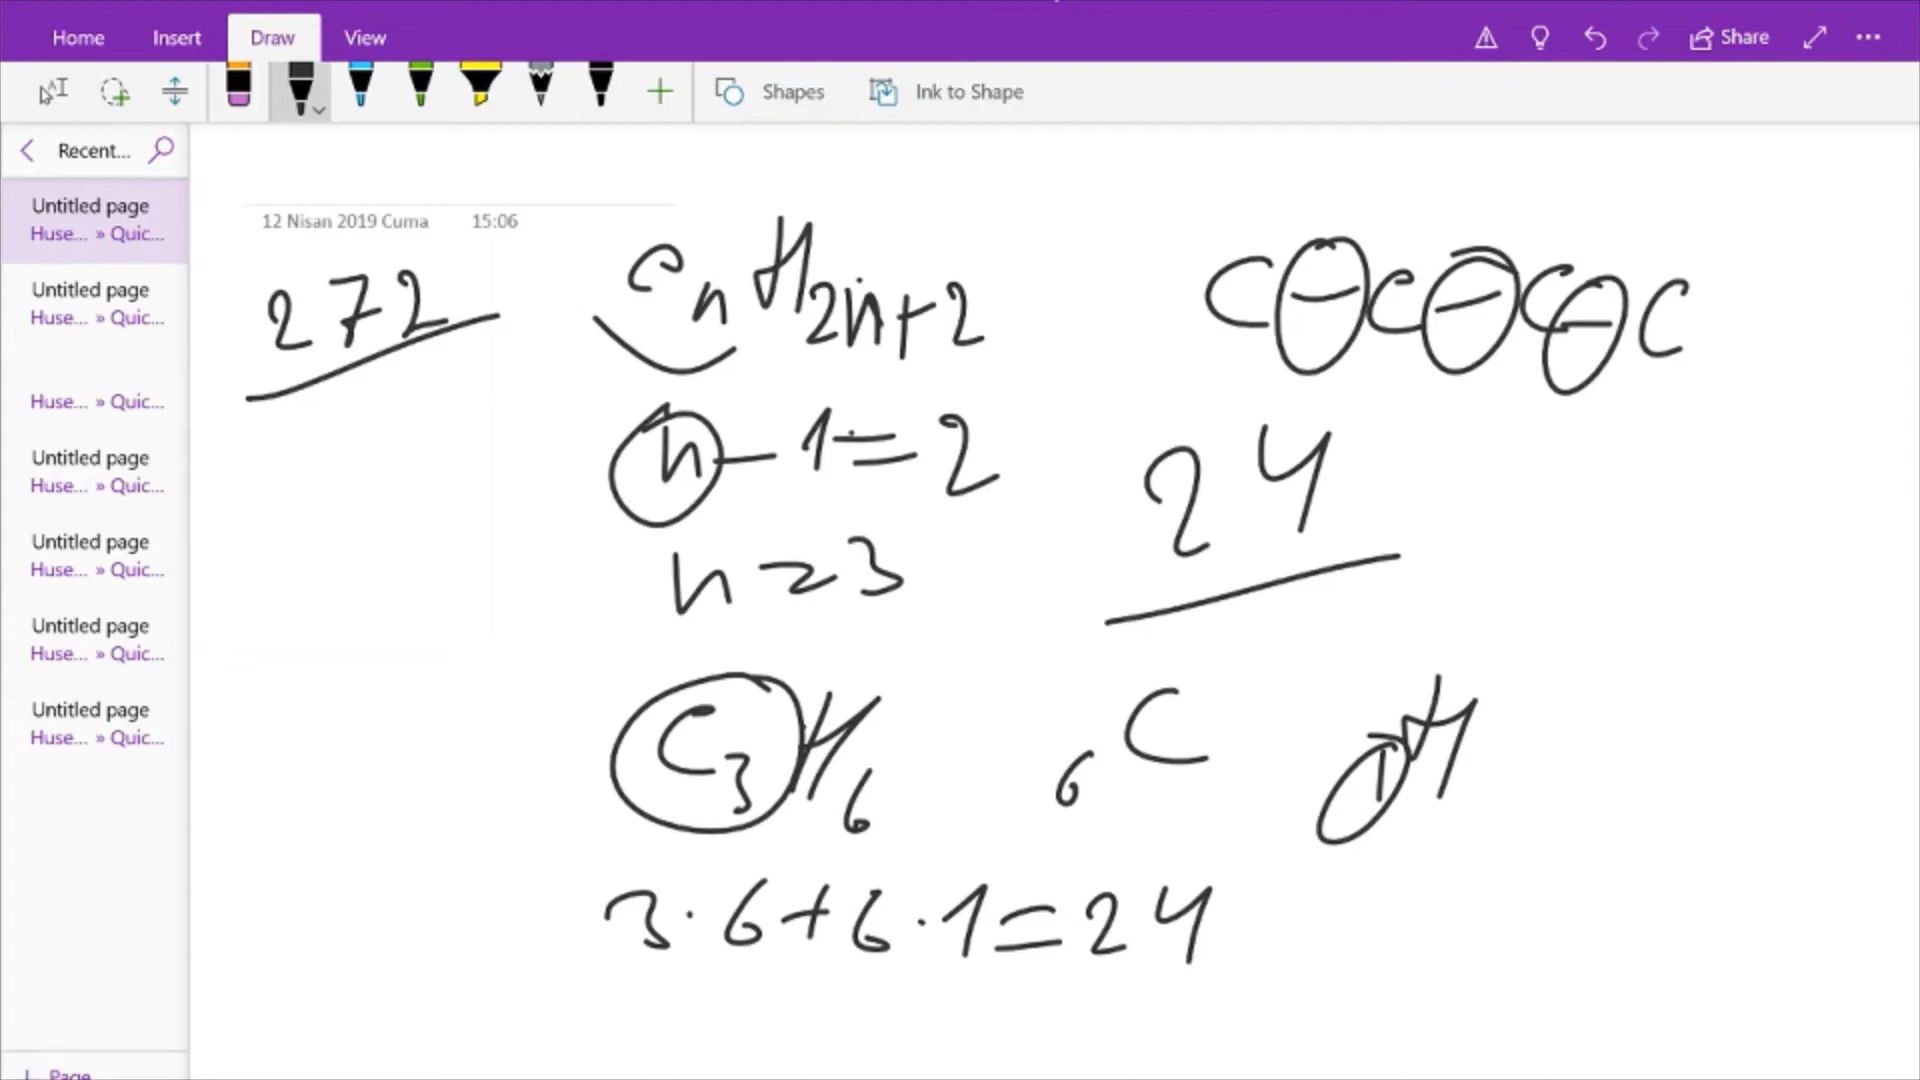 Home Insert Draw View Share
Shapes Ink to Shape
Recent...
Untitled page
Huse... » Quic...
Untitled page
Huse... » Quic...
Huse... » Quic...
Untitled page
Huse... » Quic...
Untitled page
Huse... » Quic...
Untitled page
Huse... » Quic...
Untitled page
Huse... » Quic...
Page
12 Nisan 2019 Cuma 15:06
272
CnH2n+2
C-C-C-C
n-1=2
24
n=3
C3H6
6C
1H
3·6+6·1=24